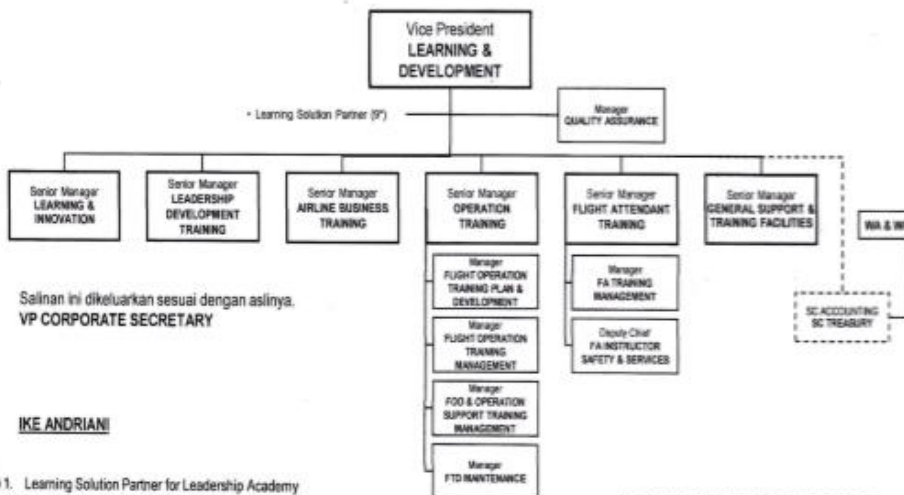 Vice President
LEARNING &
DEVELOPMENT
• Learning Solution Partner (9*)
Manager
QUALITY ASSURANCE
Senior Manager
LEARNING &
INNOVATION
Senior Manager
LEADERSHIP
DEVELOPMENT
TRAINING
Senior Manager
AIRLINE BUSINESS
TRAINING
Senior Manager
OPERATION
TRAINING
Senior Manager
FLIGHT ATTENDANT
TRAINING
Senior Manager
GENERAL SUPPORT &
TRAINING FACILITIES
WA &
Manager
FLIGHT OPERATION
TRAINING PLAN &
DEVELOPMENT
Manager
FA TRAINING
MANAGEMENT
Salinan ini dikeluarkan sesuai dengan aslinya.
VP CORPORATE SECRETARY
SC ACCOUNTING
SC TREASURY
Manager
FLIGHT OPERATION
TRAINING
MANAGEMENT
Deputy Chief
FA INSTRUCTOR
SAFETY & SERVICES
Manager
FOO & OPERATION
SUPPORT TRAINING
MANAGEMENT
IKE ANDRIANI
Manager
FTD MAINTENANCE
1. Learning Solution Partner for Leadership Academy